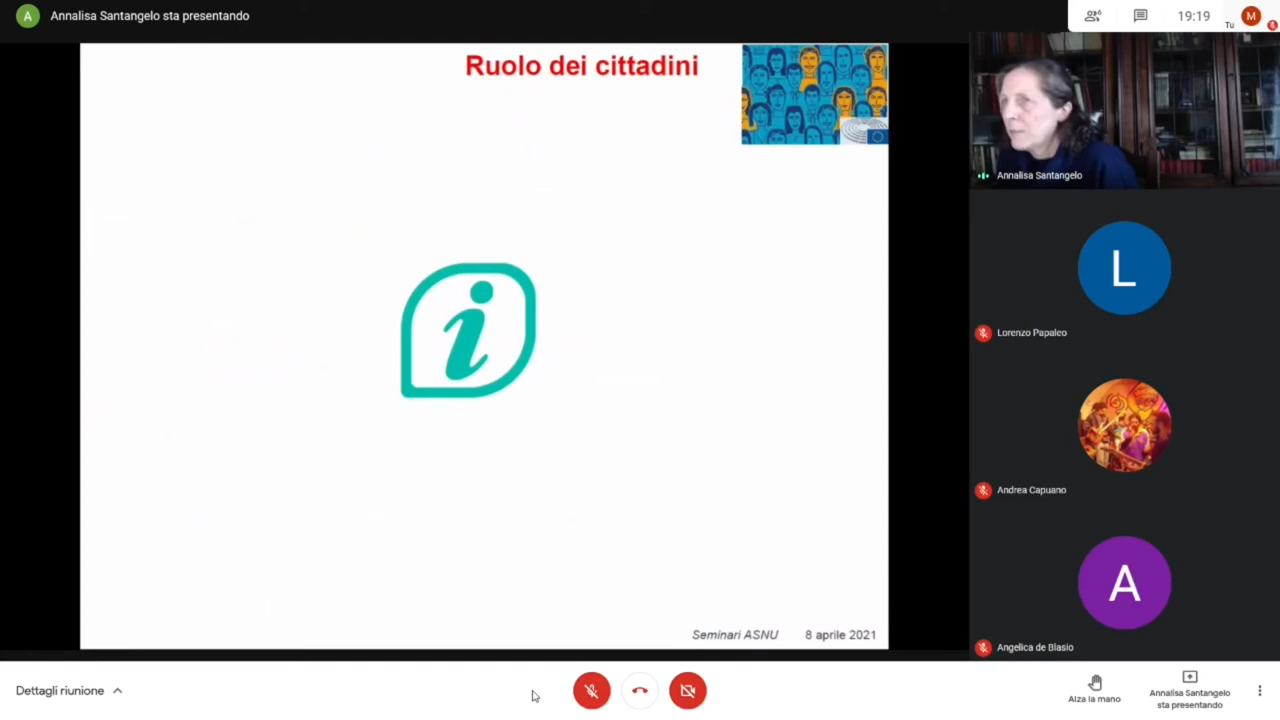 A
Annalisa Santangelo sta presentando
6
19:19
M
Tu
Ruolo dei cittadini
i
Annalisa Santangelo
L
Lorenzo Papaleo
Andrea Capuano
A
Angelica de Blasio
Seminari ASNU 8 aprile 2021
Dettagli riunione
Alza la mano
Annalisa Santangelo
sta presentando